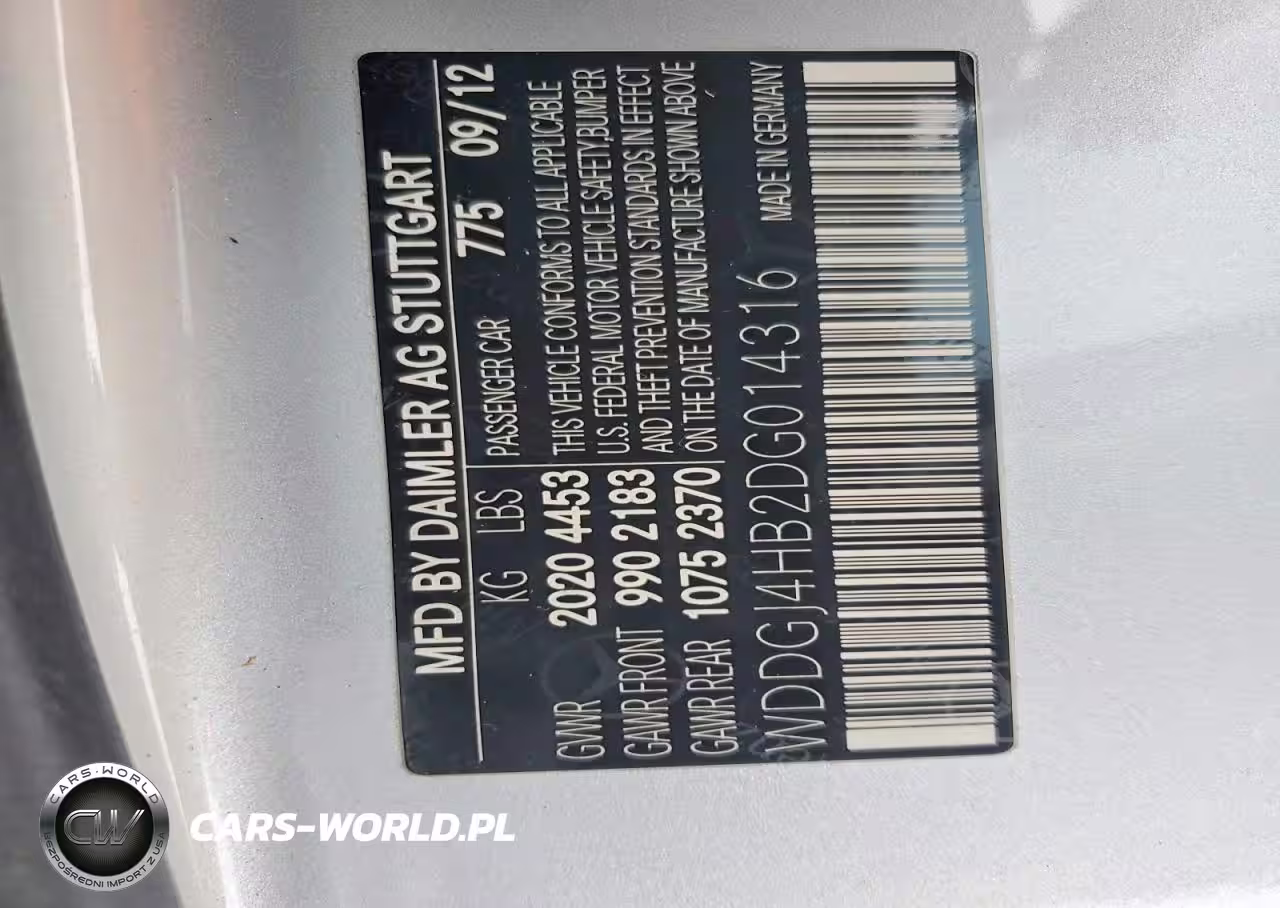 MFD BY DAIMLER AG STUTTGART
KG LBS PASSENGER CAR 775 09/12
GVWR 2020 4453 THIS VEHICLE CONFORMS TO ALL APPLICABLE
GAWR FRONT 990 2183 U.S. FEDERAL MOTOR VEHICLE SAFETY,BUMPER
AND THEFT PREVENTION STANDARDS IN EFFECT
GAWR REAR 1075 2370 ON THE DATE OF MANUFACTURE SHOWN ABOVE
WDDGJ4HB2DG014316 MADE IN GERMANY
CARS-WORLD
CW
BEZPOŚREDNI IMPORT Z USA
CARS-WORLD.PL